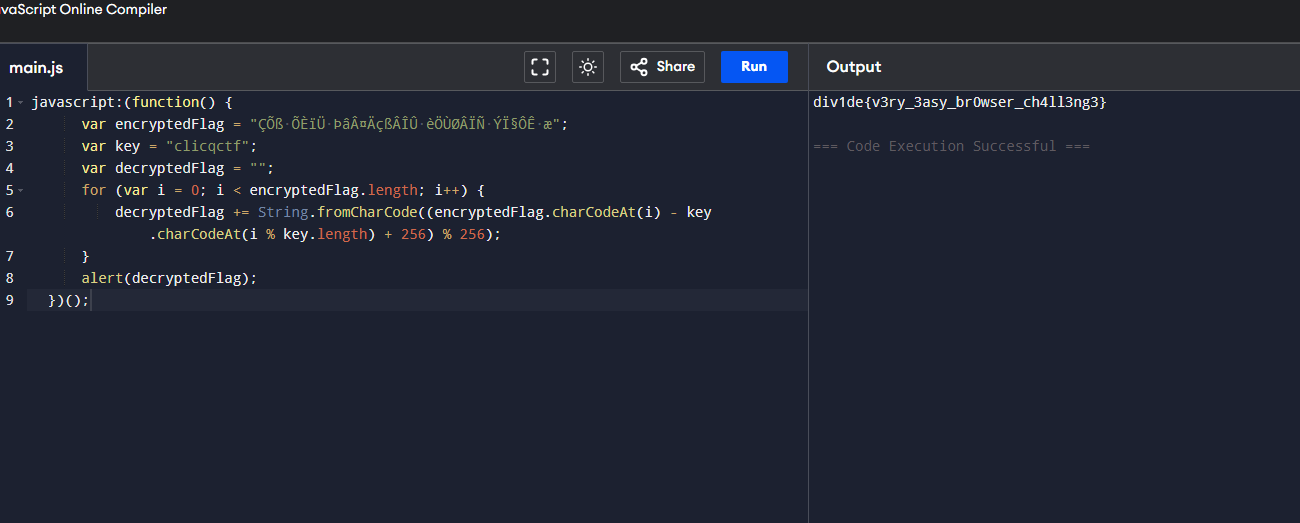 vaScript Online Compiler
main.js
Share
Run
Output
1 javascript:(function() {
2 var encryptedFlag = "ÇÕß·ÕÈïÜ·ÞâÂ¤ÄçßÂÎÛ·èÖÙØÂÏÑ·ÝÏ§ÔÊ·æ";
3 var key = "clicqctf";
4 var decryptedFlag = "";
5 for (var i = 0; i < encryptedFlag.length; i++) {
6 decryptedFlag += String.fromCharCode((encryptedFlag.charCodeAt(i) - key
.charCodeAt(i % key.length) + 256) % 256);
7 }
8 alert(decryptedFlag);
9 })();
div1de{v3ry_3asy_br0wser_ch4ll3ng3}
=== Code Execution Successful ===